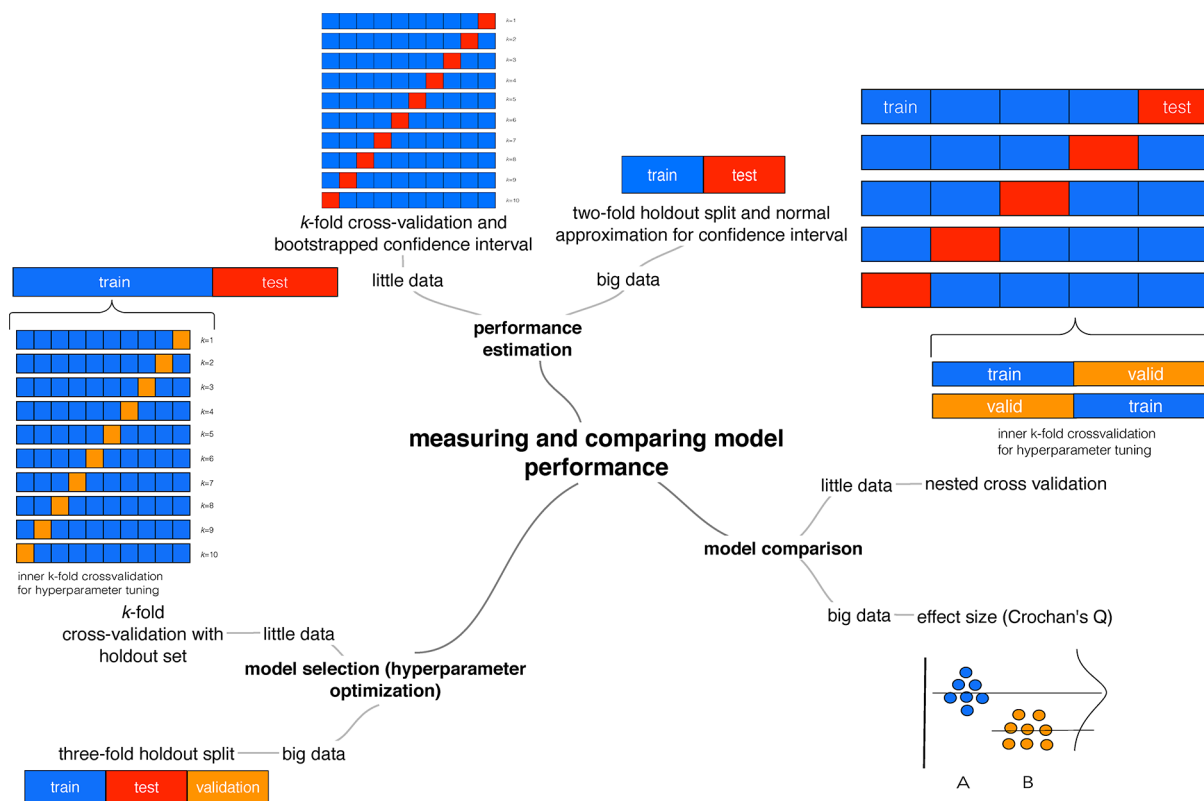 k=1
k=2
k=3
k=4
k=5
k=6
k=7
k=8
k=9
k=10
k-fold cross-validation and
bootstrapped confidence interval
little data
train
test
two-fold holdout split and normal
approximation for confidence interval
big data
performance
estimation
train
test
train
valid
valid
train
inner k-fold crossvalidation
for hyperparameter tuning
train
test
k=1
k=2
k=3
k=4
k=5
k=6
k=7
k=8
k=9
k=10
inner k-fold crossvalidation
for hyperparameter tuning
measuring and comparing model
performance
little data
nested cross validation
model comparison
big data
effect size (Crochan's Q)
A
B
k-fold
cross-validation with
holdout set
little data
model selection (hyperparameter
optimization)
three-fold holdout split
big data
train
test
validation